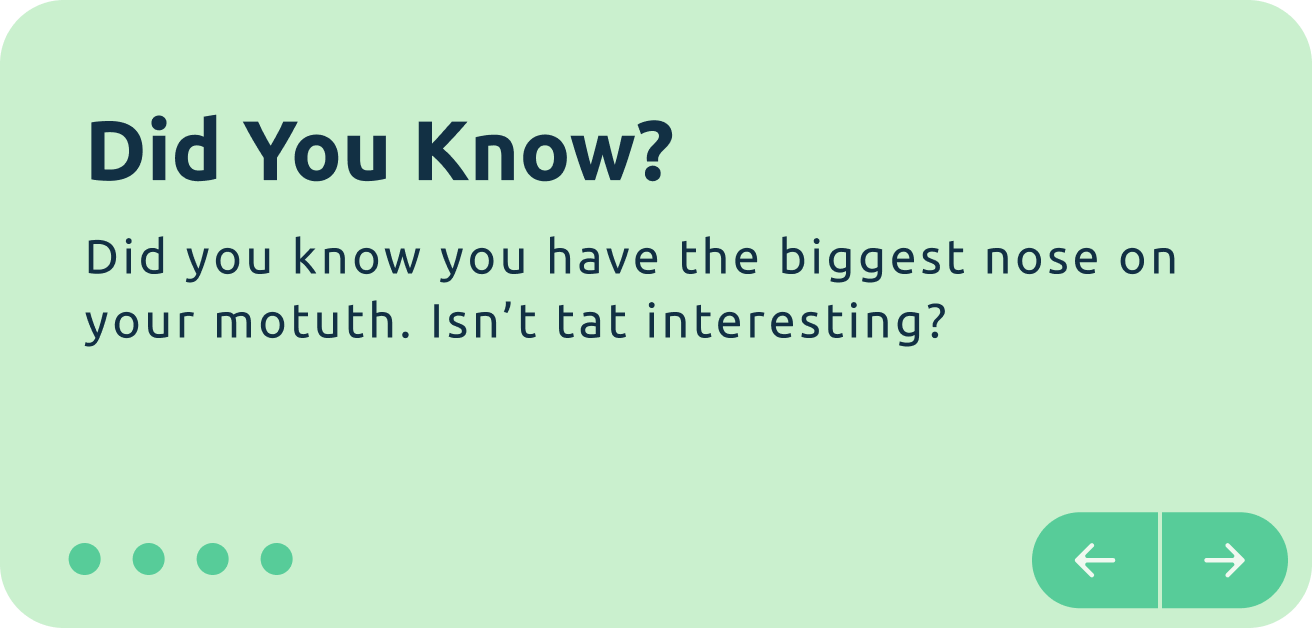 Did You Know?
Did you know you have the biggest nose on
your motuth. Isn’t tat interesting?